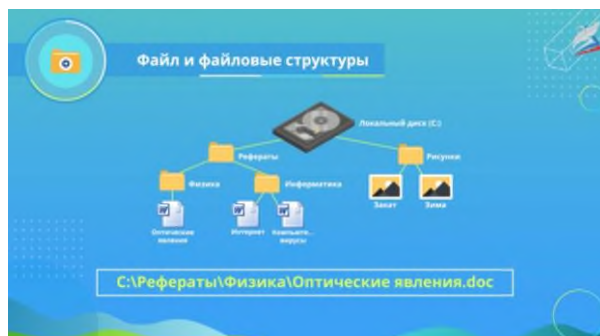 Файл и файловые структуры
Локальный диск (C:)
Рефераты
Рисунки
Физика
Информатика
Закат
Зима
Оптические
явления
Интернет
Компьюте...
вирусы
C:\Рефераты\Физика\Оптические явления.doc